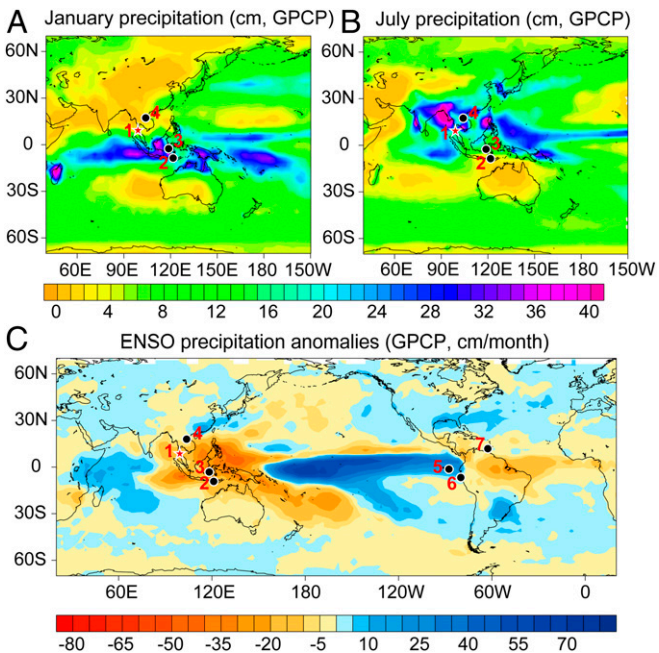 A January precipitation (cm, GPCP)
B July precipitation (cm, GPCP)
60N
30N
0
30S
60S
1
2
3
4
60E 90E 120E 150E 180 150W
60N
30N
0
30S
60S
1
2
3
4
60E 90E 120E 150E 180 150W
0 4 8 12 16 20 24 28 32 36 40
C ENSO precipitation anomalies (GPCP, cm/month)
60N
30N
0
30S
60S
1
2
3
4
5
6
7
60E 120E 180 120W 60W 0
-80 -65 -50 -35 -20 -5 10 25 40 55 70